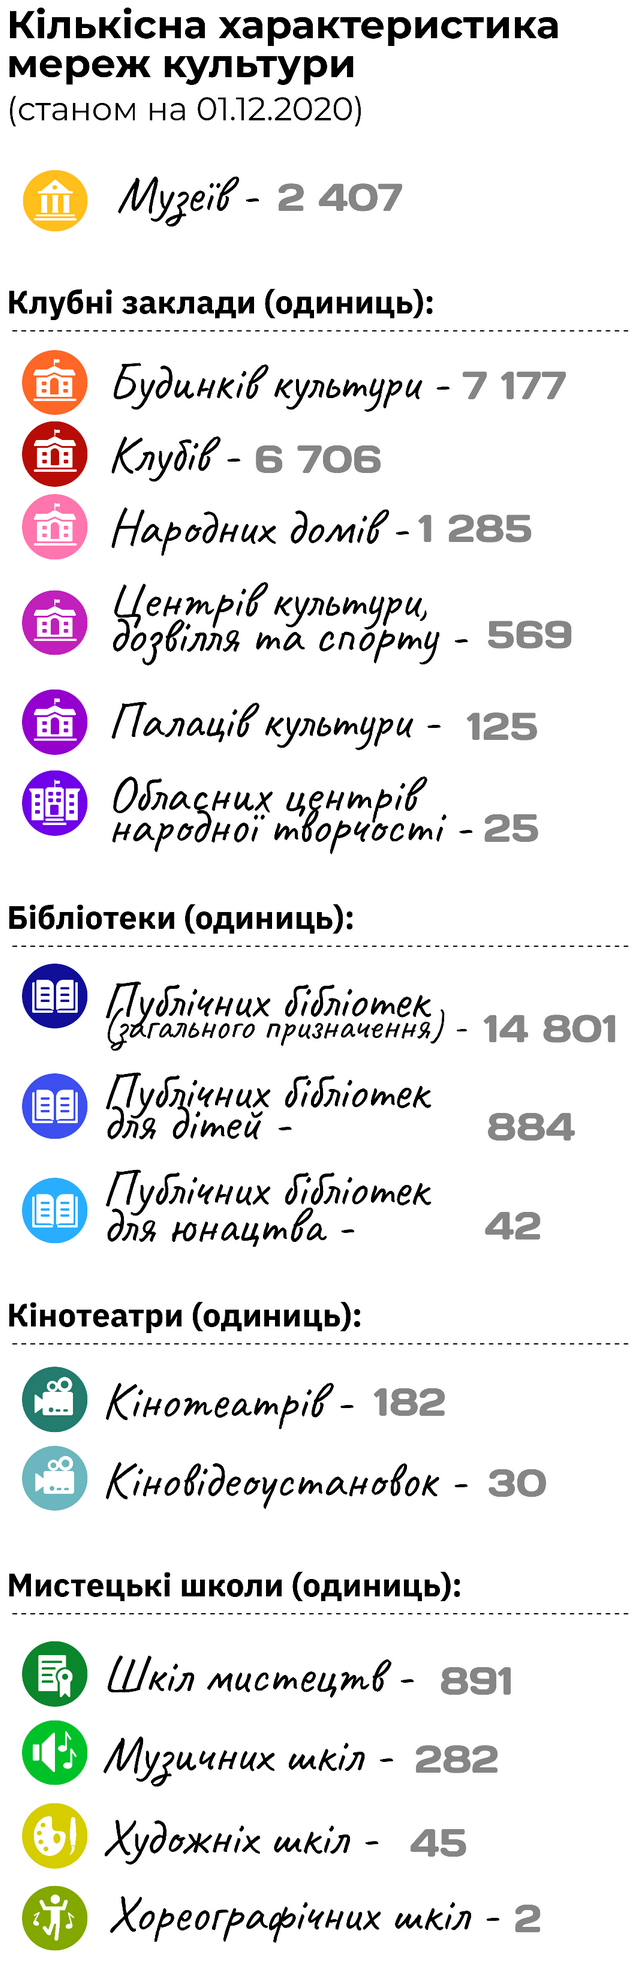 Кількісна характеристика
мереж культури
(станом на 01.12.2020)
Музеїв - 2 407
Клубні заклади (одиниць):
Будинків культури - 7 177
Клубів - 6 706
Народних домів - 1 285
Центрів культури,
дозвілля та спорту - 569
Палаців культури - 125
Обласних центрів
народної творчості - 25
Бібліотеки (одиниць):
Публічних бібліотек
(загального призначення) - 14 801
Публічних бібліотек
для дітей - 884
Публічних бібліотек
для юнацтва - 42
Кінотеатри (одиниць):
Кінотеатрів - 182
Кіновідеоустановок - 30
Мистецькі школи (одиниць):
Шкіл мистецтв - 891
Музичних шкіл - 282
Художніх шкіл - 45
Хореографічних шкіл - 2